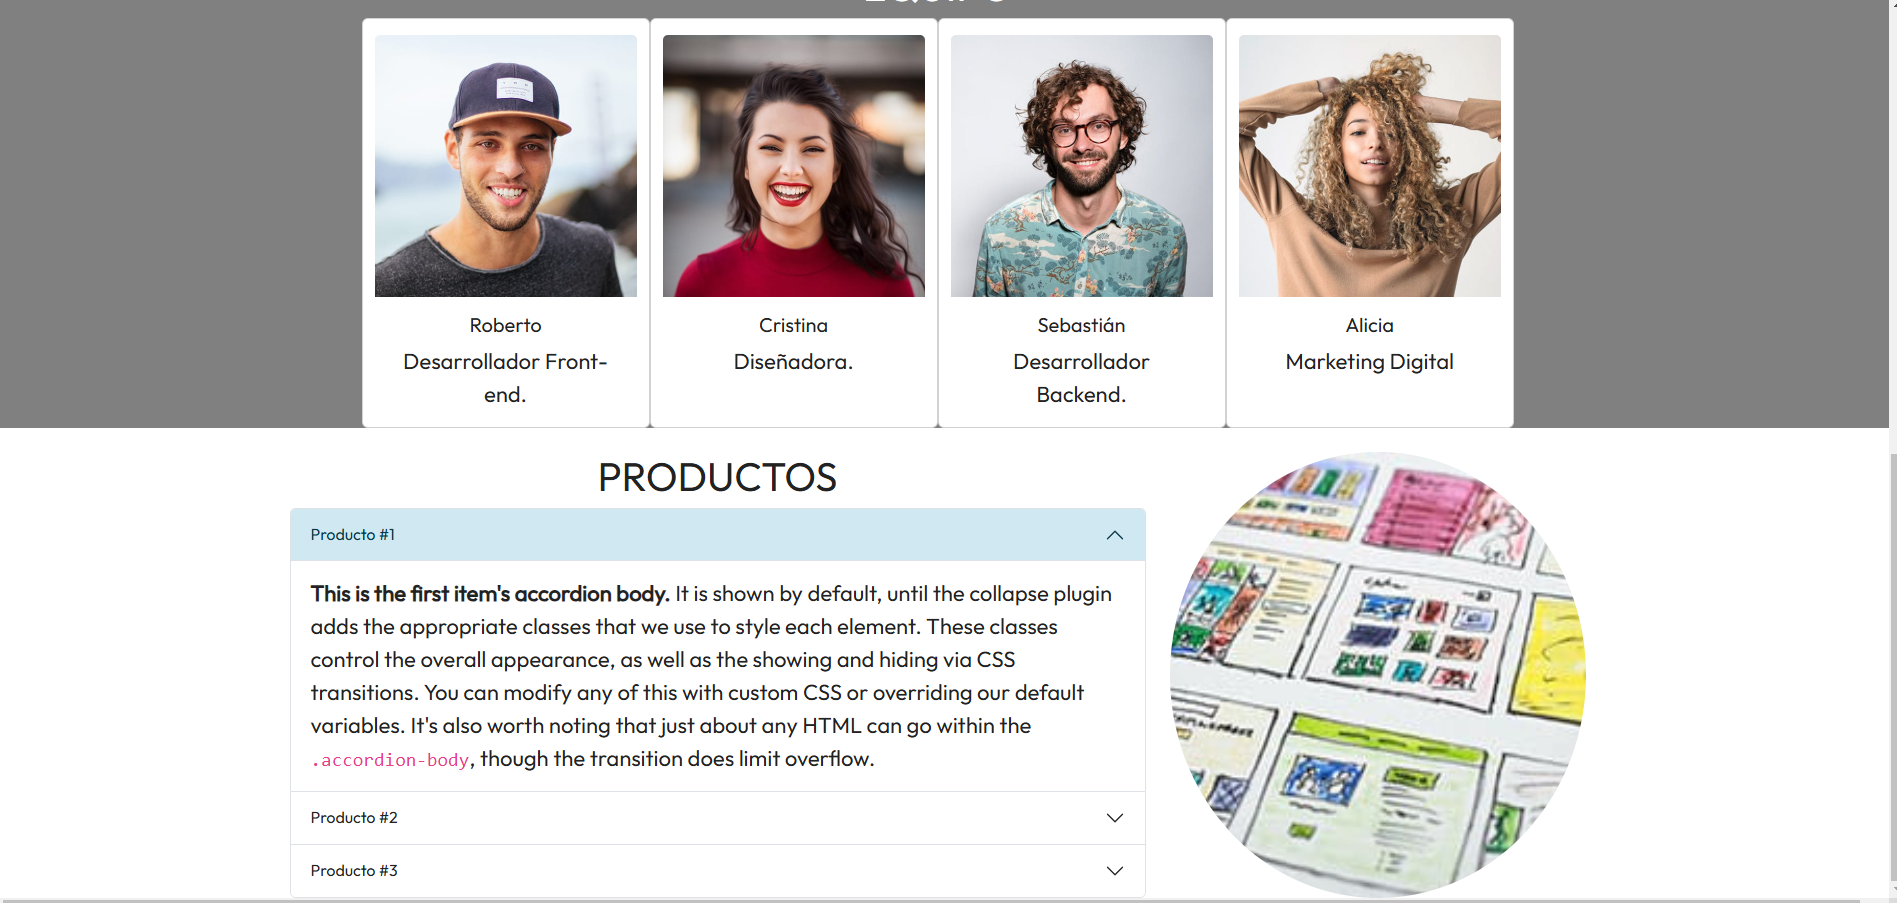 Roberto
Desarrollador Front-
end.
Cristina
Diseñadora.
Sebastián
Desarrollador
Backend.
Alicia
Marketing Digital
PRODUCTOS
Producto #1
This is the first item's accordion body. It is shown by default, until the collapse plugin
adds the appropriate classes that we use to style each element. These classes
control the overall appearance, as well as the showing and hiding via CSS
transitions. You can modify any of this with custom CSS or overriding our default
variables. It's also worth noting that just about any HTML can go within the
.accordion-body, though the transition does limit overflow.
Producto #2
Producto #3